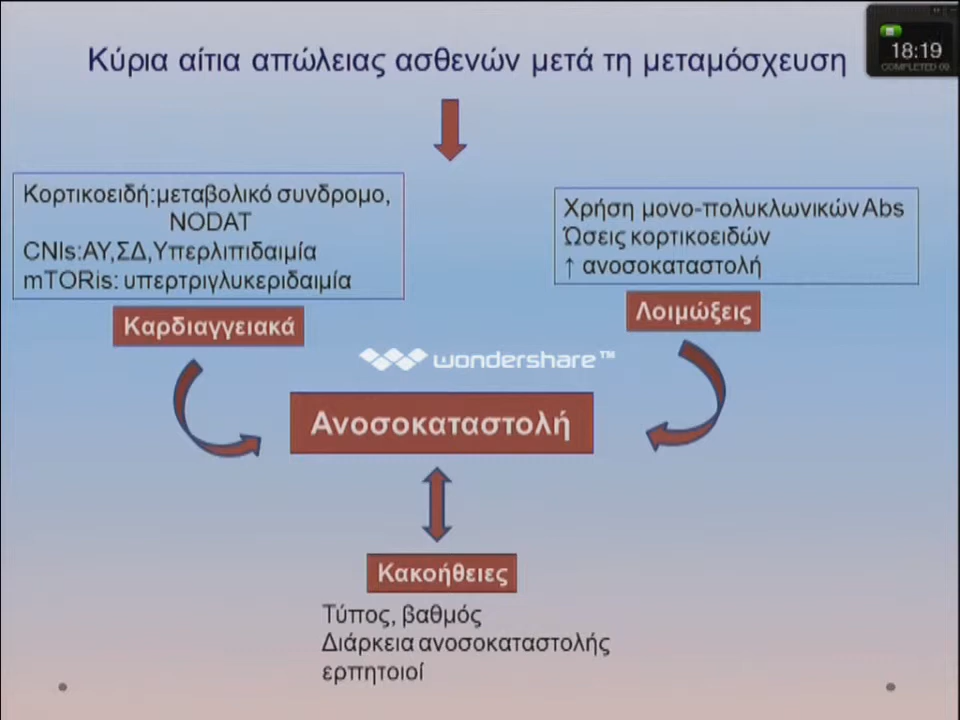 Κύρια αίτια απώλειας ασθενών μετά τη μεταμόσχευση
18:19
COMPLETED
Κορτικοειδή:μεταβολικό συνδρομο,
NODAT
CNIs:ΑΥ,ΣΔ,Υπερλιπιδαιμία
mTORis: υπερτριγλυκεριδαιμία
Καρδιαγγειακά
Χρήση μονο-πολυκλωνικών Abs
Ώσεις κορτικοειδών
↑ ανοσοκαταστολή
Λοιμώξεις
wondershare™
Ανοσοκαταστολή
Κακοήθειες
Τύπος, βαθμός
Διάρκεια ανοσοκαταστολής
ερπητοιοί